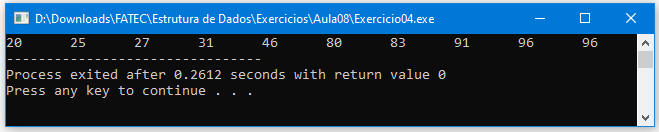 D:\Downloads\FATEC\Estrutura de Dados\Exercicios\Aula08\Exercicio04.exe
20 25 27 31 46 80 83 91 96 96
--------------------------------
Process exited after 0.2612 seconds with return value 0
Press any key to continue . . .